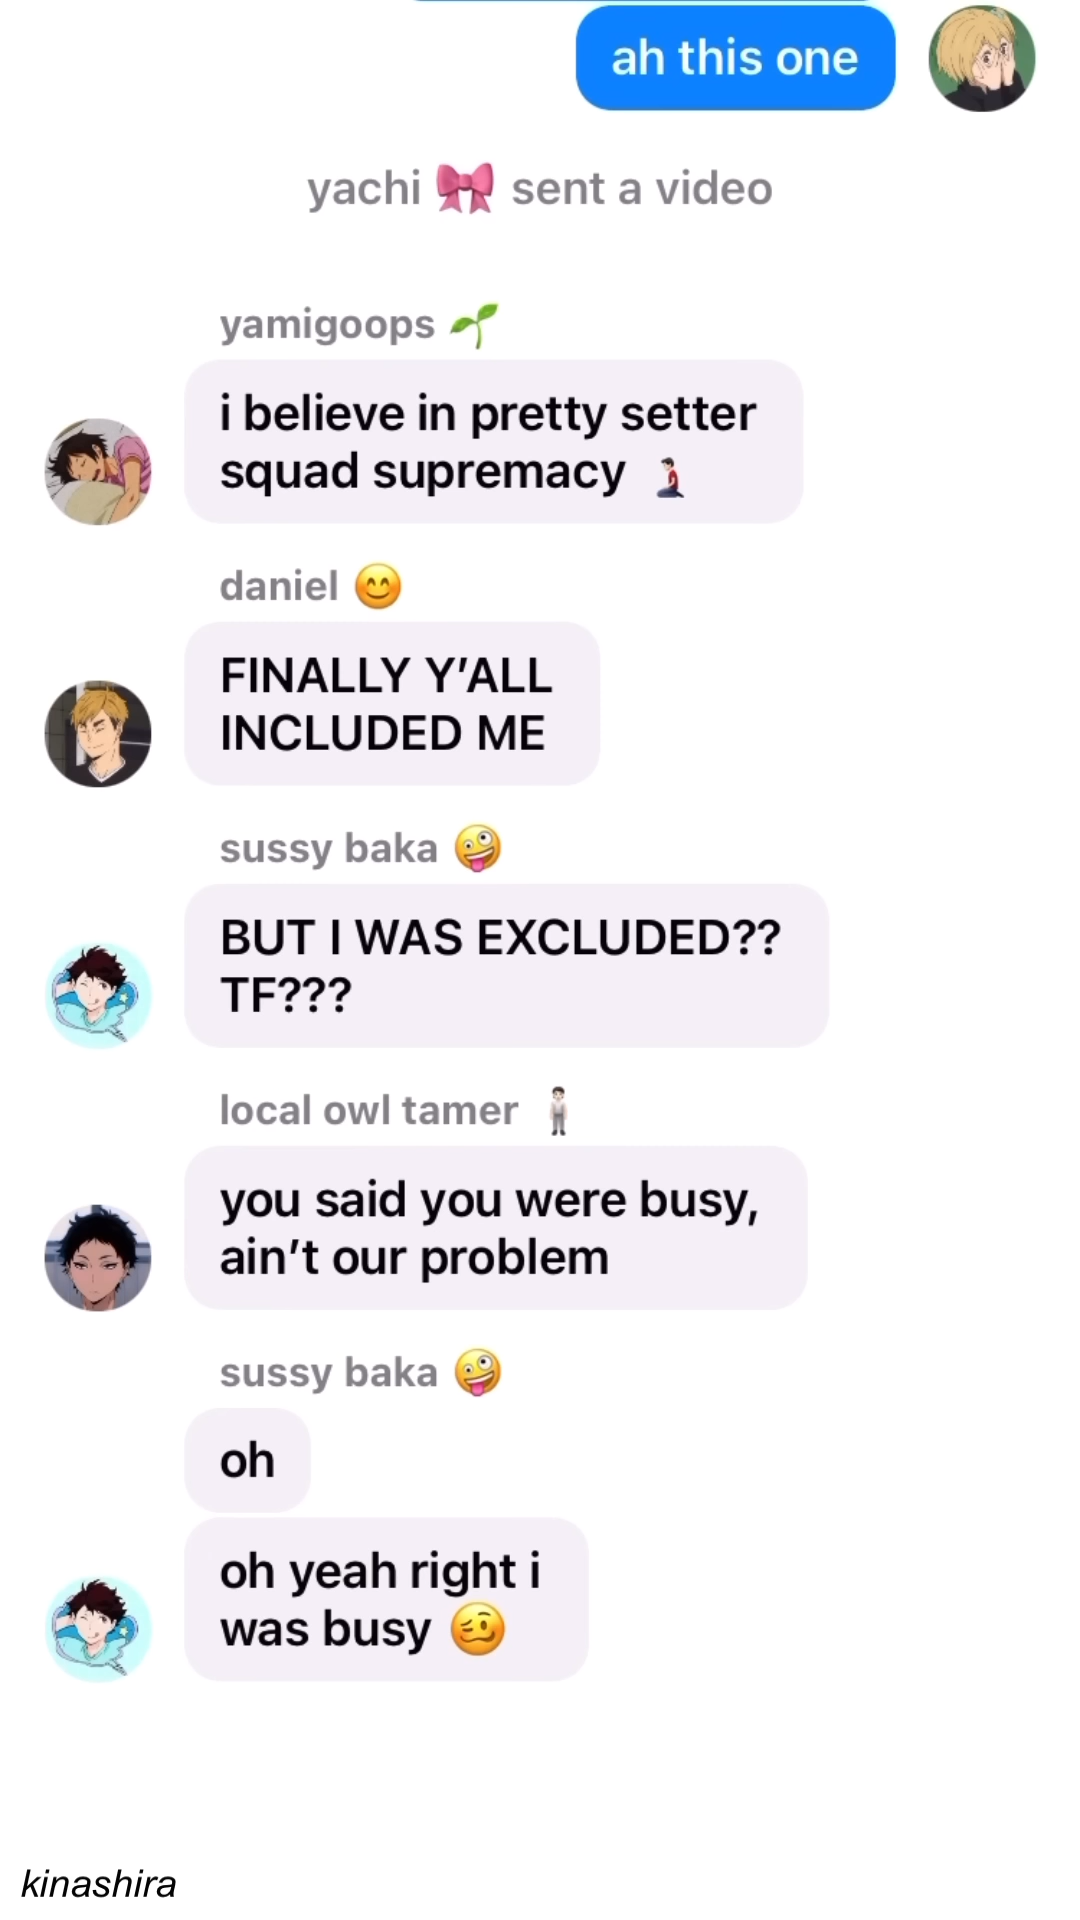 ah this one
yachi 🎀 sent a video
yamigoops 🌱
i believe in pretty setter
squad supremacy 🧎🏻‍♂️
daniel 😊
FINALLY Y’ALL
INCLUDED ME
sussy baka 🤪
BUT I WAS EXCLUDED??
TF???
local owl tamer 🧍🏻‍♂️
you said you were busy,
ain’t our problem
sussy baka 🤪
oh
oh yeah right i
was busy 🥴
kinashira